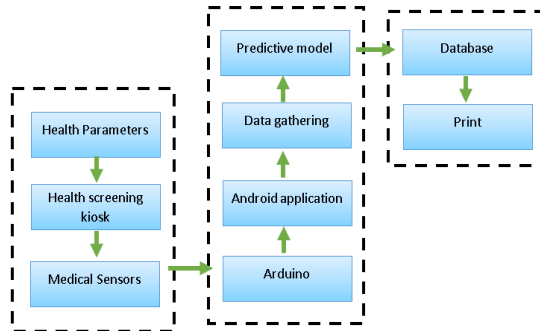 Health Parameters
Health screening
kiosk
Medical Sensors
Predictive model
Data gathering
Android application
Arduino
Database
Print